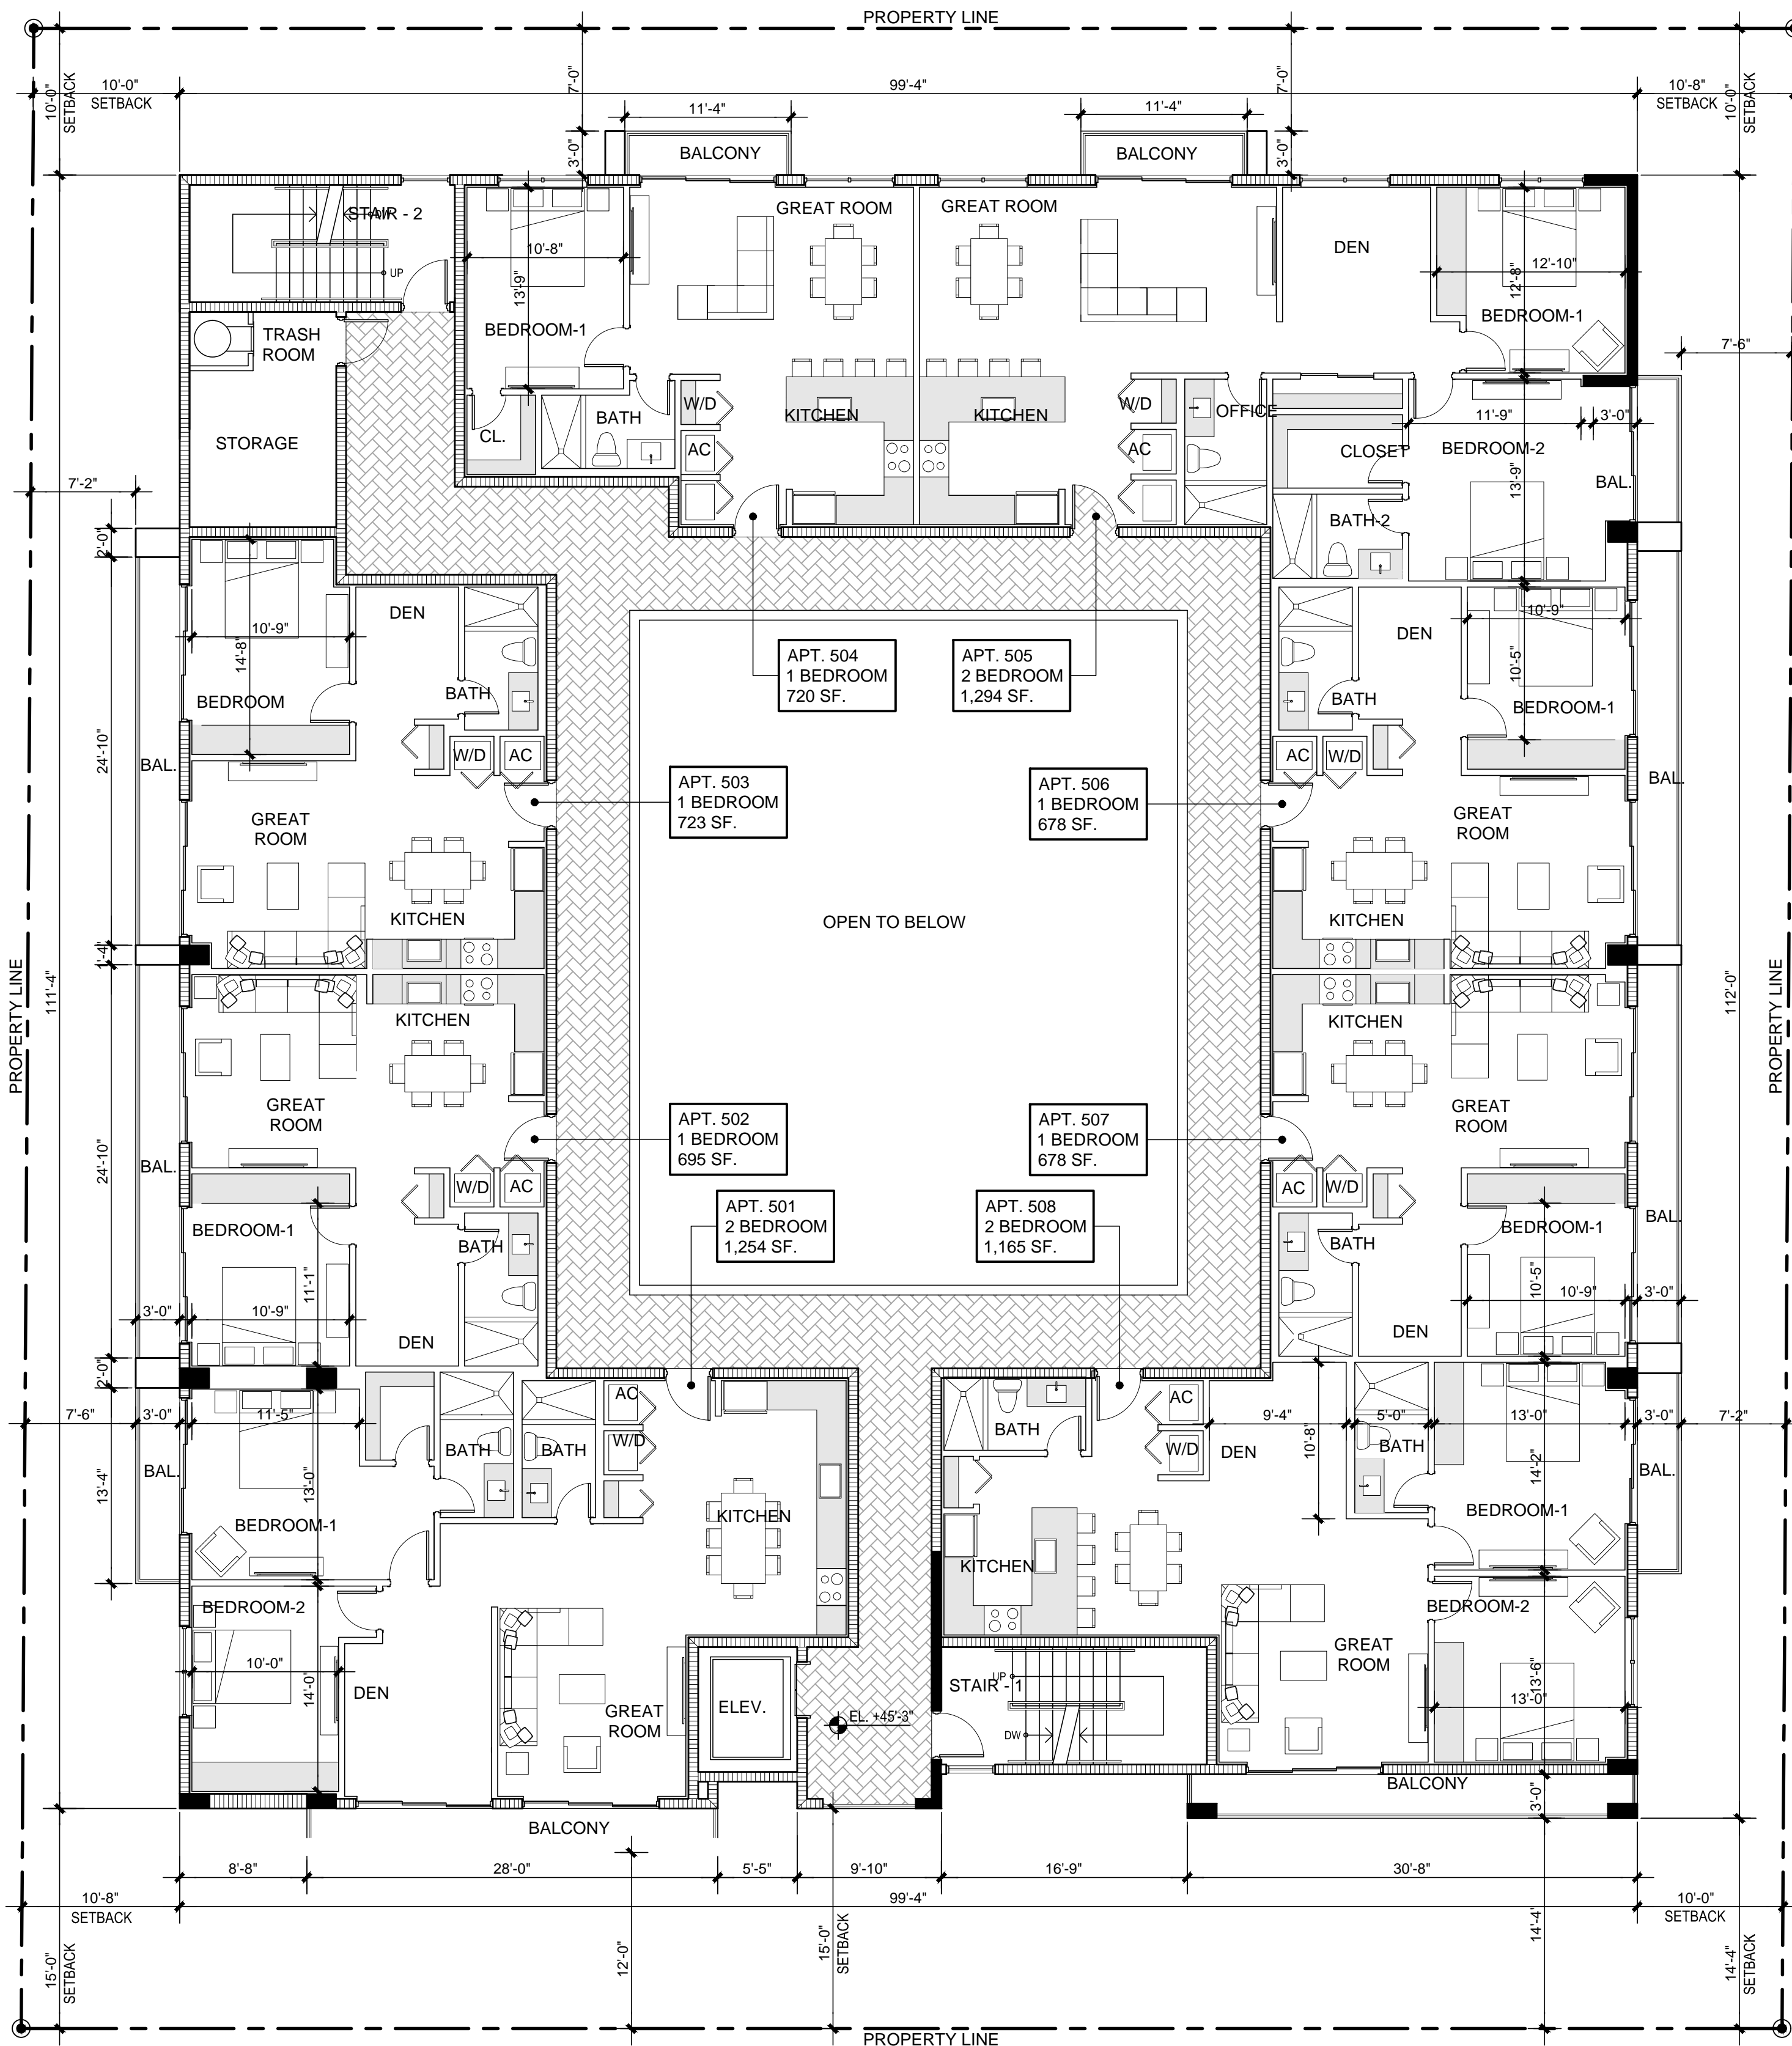 PROPERTY LINE
10'-0"
SETBACK
10'-0"
SETBACK
7'-0"
99'-4"
7'-0"
10'-8"
SETBACK
10'-0"
SETBACK
11'-4"
11'-4"
3'-0"
BALCONY
BALCONY
3'-0"
STAIR - 2
UP
GREAT ROOM
GREAT ROOM
DEN
10'-8"
13'-9"
BEDROOM-1
12'-8"
12'-10"
BEDROOM-1
TRASH
ROOM
7'-6"
STORAGE
CL.
BATH
W/D
AC
KITCHEN
KITCHEN
W/D
AC
OFFICE
CLOSET
11'-9"
3'-0"
BEDROOM-2
13'-9"
BAL.
BATH-2
7'-2"
2'-0"
10'-9"
14'-8"
BEDROOM
DEN
BATH
W/D
AC
APT. 504
1 BEDROOM
720 SF.
APT. 505
2 BEDROOM
1,294 SF.
DEN
BATH
10'-9"
10'-5"
BEDROOM-1
AC
W/D
24'-10"
BAL.
BAL.
APT. 503
1 BEDROOM
723 SF.
APT. 506
1 BEDROOM
678 SF.
GREAT
ROOM
GREAT
ROOM
KITCHEN
OPEN TO BELOW
KITCHEN
1'-4"
PROPERTY LINE
111'-4"
112'-0"
PROPERTY LINE
KITCHEN
KITCHEN
GREAT
ROOM
GREAT
ROOM
24'-10"
BAL.
APT. 502
1 BEDROOM
695 SF.
APT. 507
1 BEDROOM
678 SF.
W/D
AC
AC
W/D
BEDROOM-1
BATH
11'-1"
3'-0"
10'-9"
DEN
APT. 501
2 BEDROOM
1,254 SF.
APT. 508
2 BEDROOM
1,165 SF.
BATH
DEN
BEDROOM-1
10'-5"
10'-9"
3'-0"
BAL.
2'-0"
7'-6"
3'-0"
11'-5"
13'-4"
BAL.
13'-0"
BEDROOM-1
BATH
BATH
AC
W/D
KITCHEN
BATH
AC
W/D
DEN
9'-4"
10'-8"
5'-0"
BATH
13'-0"
14'-2"
BEDROOM-1
3'-0"
7'-2"
BAL.
KITCHEN
BEDROOM-2
10'-0"
14'-0"
DEN
GREAT
ROOM
ELEV.
EL. +45'-3"
STAIR - 1
UP
DW
GREAT
ROOM
BEDROOM-2
13'-6"
13'-0"
BALCONY
3'-0"
BALCONY
8'-8"
28'-0"
5'-5"
9'-10"
16'-9"
30'-8"
10'-8"
SETBACK
99'-4"
10'-0"
SETBACK
15'-0"
SETBACK
12'-0"
15'-0"
SETBACK
14'-4"
14'-4"
SETBACK
PROPERTY LINE